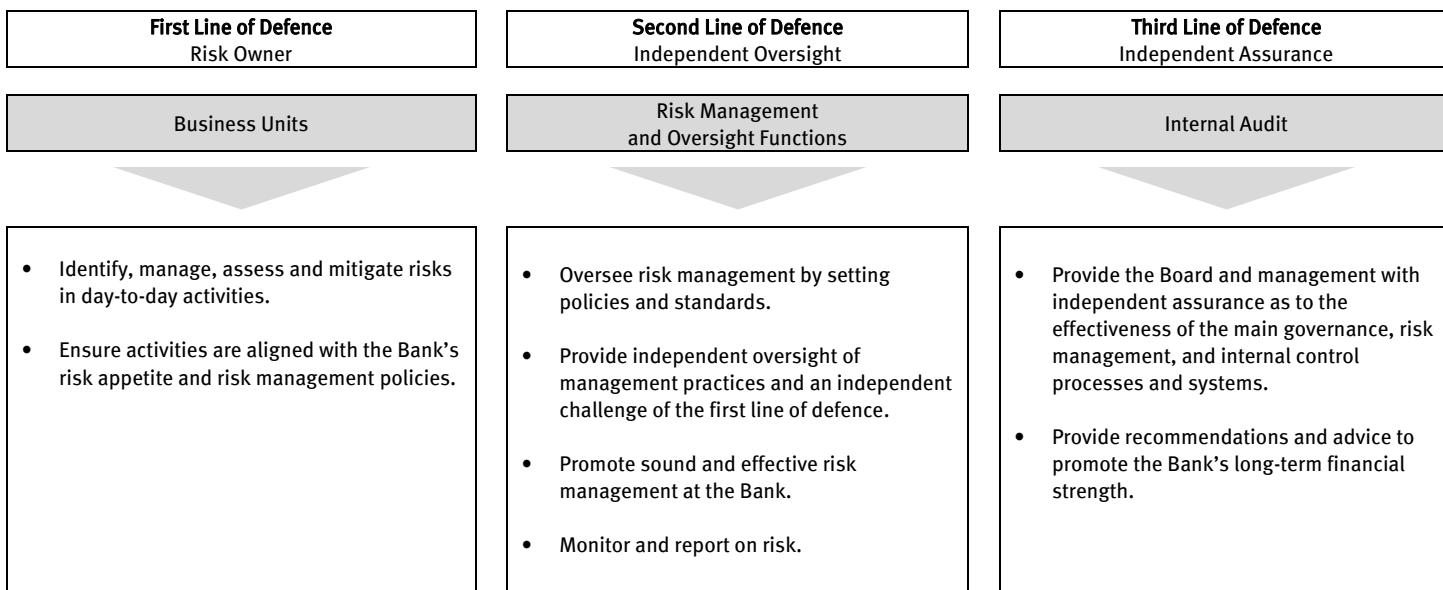 First Line of Defence
Risk Owner
Second Line of Defence
Independent Oversight
Third Line of Defence
Independent Assurance
Business Units
Risk Management
and Oversight Functions
Internal Audit
• Identify, manage, assess and mitigate risks
in day-to-day activities.
• Ensure activities are aligned with the Bank’s
risk appetite and risk management policies.
• Oversee risk management by setting
policies and standards.
• Provide independent oversight of
management practices and an independent
challenge of the first line of defence.
• Promote sound and effective risk
management at the Bank.
• Monitor and report on risk.
• Provide the Board and management with
independent assurance as to the
effectiveness of the main governance, risk
management, and internal control
processes and systems.
• Provide recommendations and advice to
promote the Bank’s long-term financial
strength.